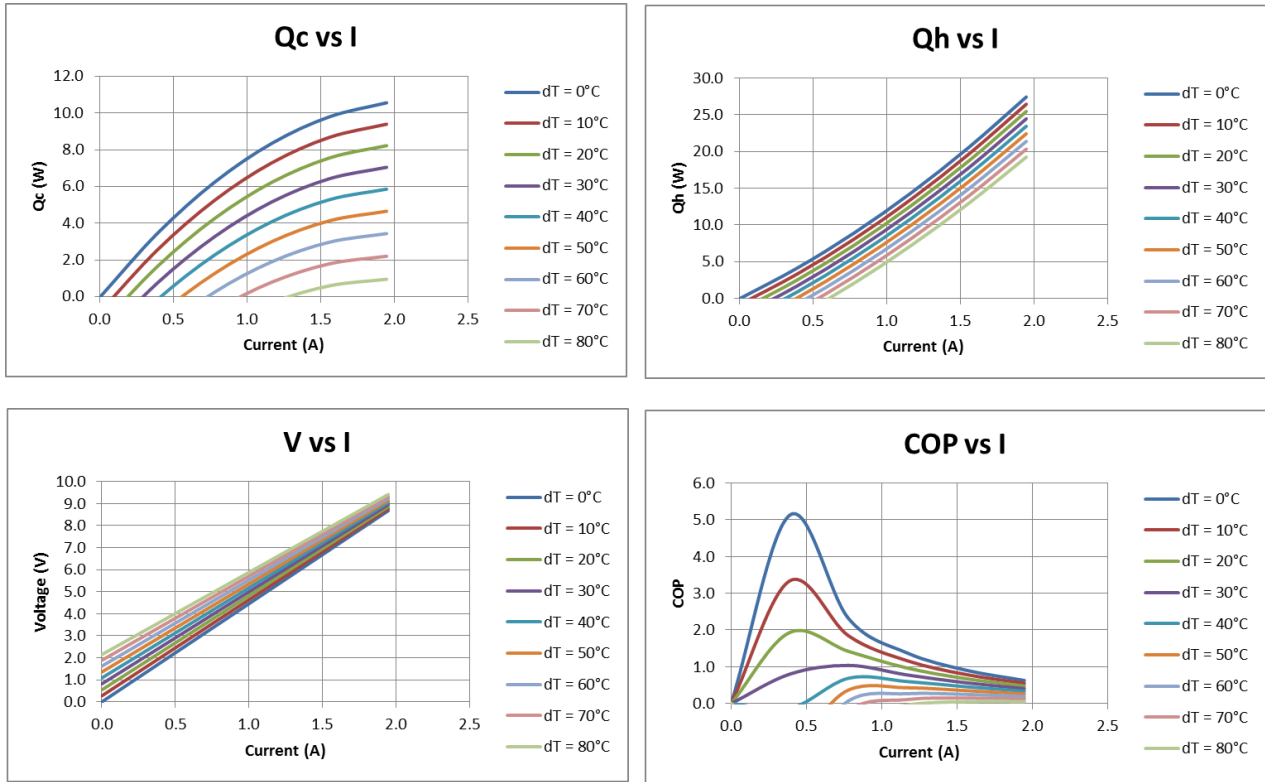 Qc vs I
Qc (W)
12.0
10.0
8.0
6.0
4.0
2.0
0.0
0.0 0.5 1.0 1.5 2.0 2.5
Current (A)
dT = 0°C
dT = 10°C
dT = 20°C
dT = 30°C
dT = 40°C
dT = 50°C
dT = 60°C
dT = 70°C
dT = 80°C
Qh vs I
Qh (W)
30.0
25.0
20.0
15.0
10.0
5.0
0.0
0.0 0.5 1.0 1.5 2.0 2.5
Current (A)
dT = 0°C
dT = 10°C
dT = 20°C
dT = 30°C
dT = 40°C
dT = 50°C
dT = 60°C
dT = 70°C
dT = 80°C
V vs I
Voltage (V)
10.0
9.0
8.0
7.0
6.0
5.0
4.0
3.0
2.0
1.0
0.0
0.0 0.5 1.0 1.5 2.0 2.5
Current (A)
dT = 0°C
dT = 10°C
dT = 20°C
dT = 30°C
dT = 40°C
dT = 50°C
dT = 60°C
dT = 70°C
dT = 80°C
COP vs I
COP
6.0
5.0
4.0
3.0
2.0
1.0
0.0
0.0 0.5 1.0 1.5 2.0 2.5
Current (A)
dT = 0°C
dT = 10°C
dT = 20°C
dT = 30°C
dT = 40°C
dT = 50°C
dT = 60°C
dT = 70°C
dT = 80°C